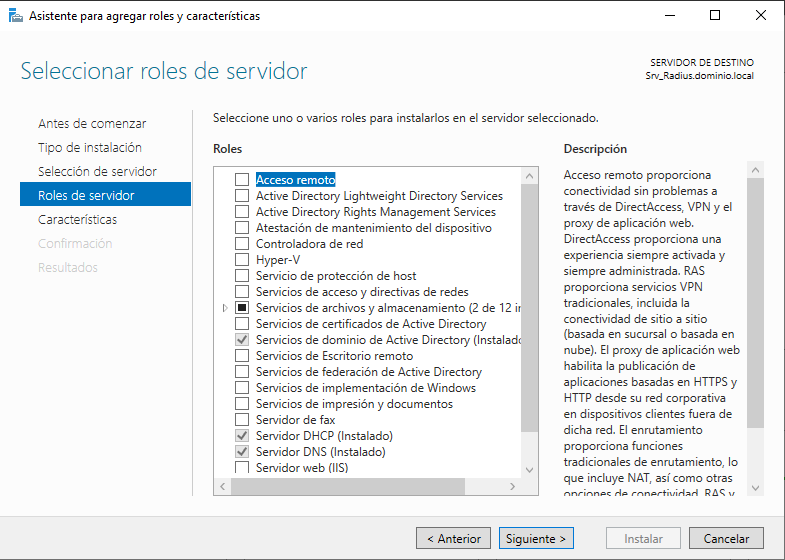 Asistente para agregar roles y características
Seleccionar roles de servidor
SERVIDOR DE DESTINO
Srv_Radius.dominio.local
Antes de comenzar
Tipo de instalación
Selección de servidor
Roles de servidor
Características
Confirmación
Resultados
Seleccione uno o varios roles para instalarlos en el servidor seleccionado.
Roles
Acceso remoto
Active Directory Lightweight Directory Services
Active Directory Rights Management Services
Atestación de mantenimiento del dispositivo
Controladora de red
Hyper-V
Servicio de protección de host
Servicios de acceso y directivas de redes
Servicios de archivos y almacenamiento (2 de 12 in
Servicios de certificados de Active Directory
Servicios de dominio de Active Directory (Instalado
Servicios de Escritorio remoto
Servicios de federación de Active Directory
Servicios de implementación de Windows
Servicios de impresión y documentos
Servidor de fax
Servidor DHCP (Instalado)
Servidor DNS (Instalado)
Servidor web (IIS)
Descripción
Acceso remoto proporciona
conectividad sin problemas a
través de DirectAccess, VPN y el
proxy de aplicación web.
DirectAccess proporciona una
experiencia siempre activada y
siempre administrada. RAS
proporciona servicios VPN
tradicionales, incluida la
conectividad de sitio a sitio
(basada en sucursal o basada en
nube). El proxy de aplicación web
habilita la publicación de
aplicaciones basadas en HTTPS y
HTTP desde su red corporativa
en dispositivos clientes fuera de
dicha red. El enrutamiento
proporciona funciones
tradicionales de enrutamiento, lo
que incluye NAT, así como otras
opciones de conectividad. RAS y
< Anterior
Siguiente >
Instalar
Cancelar